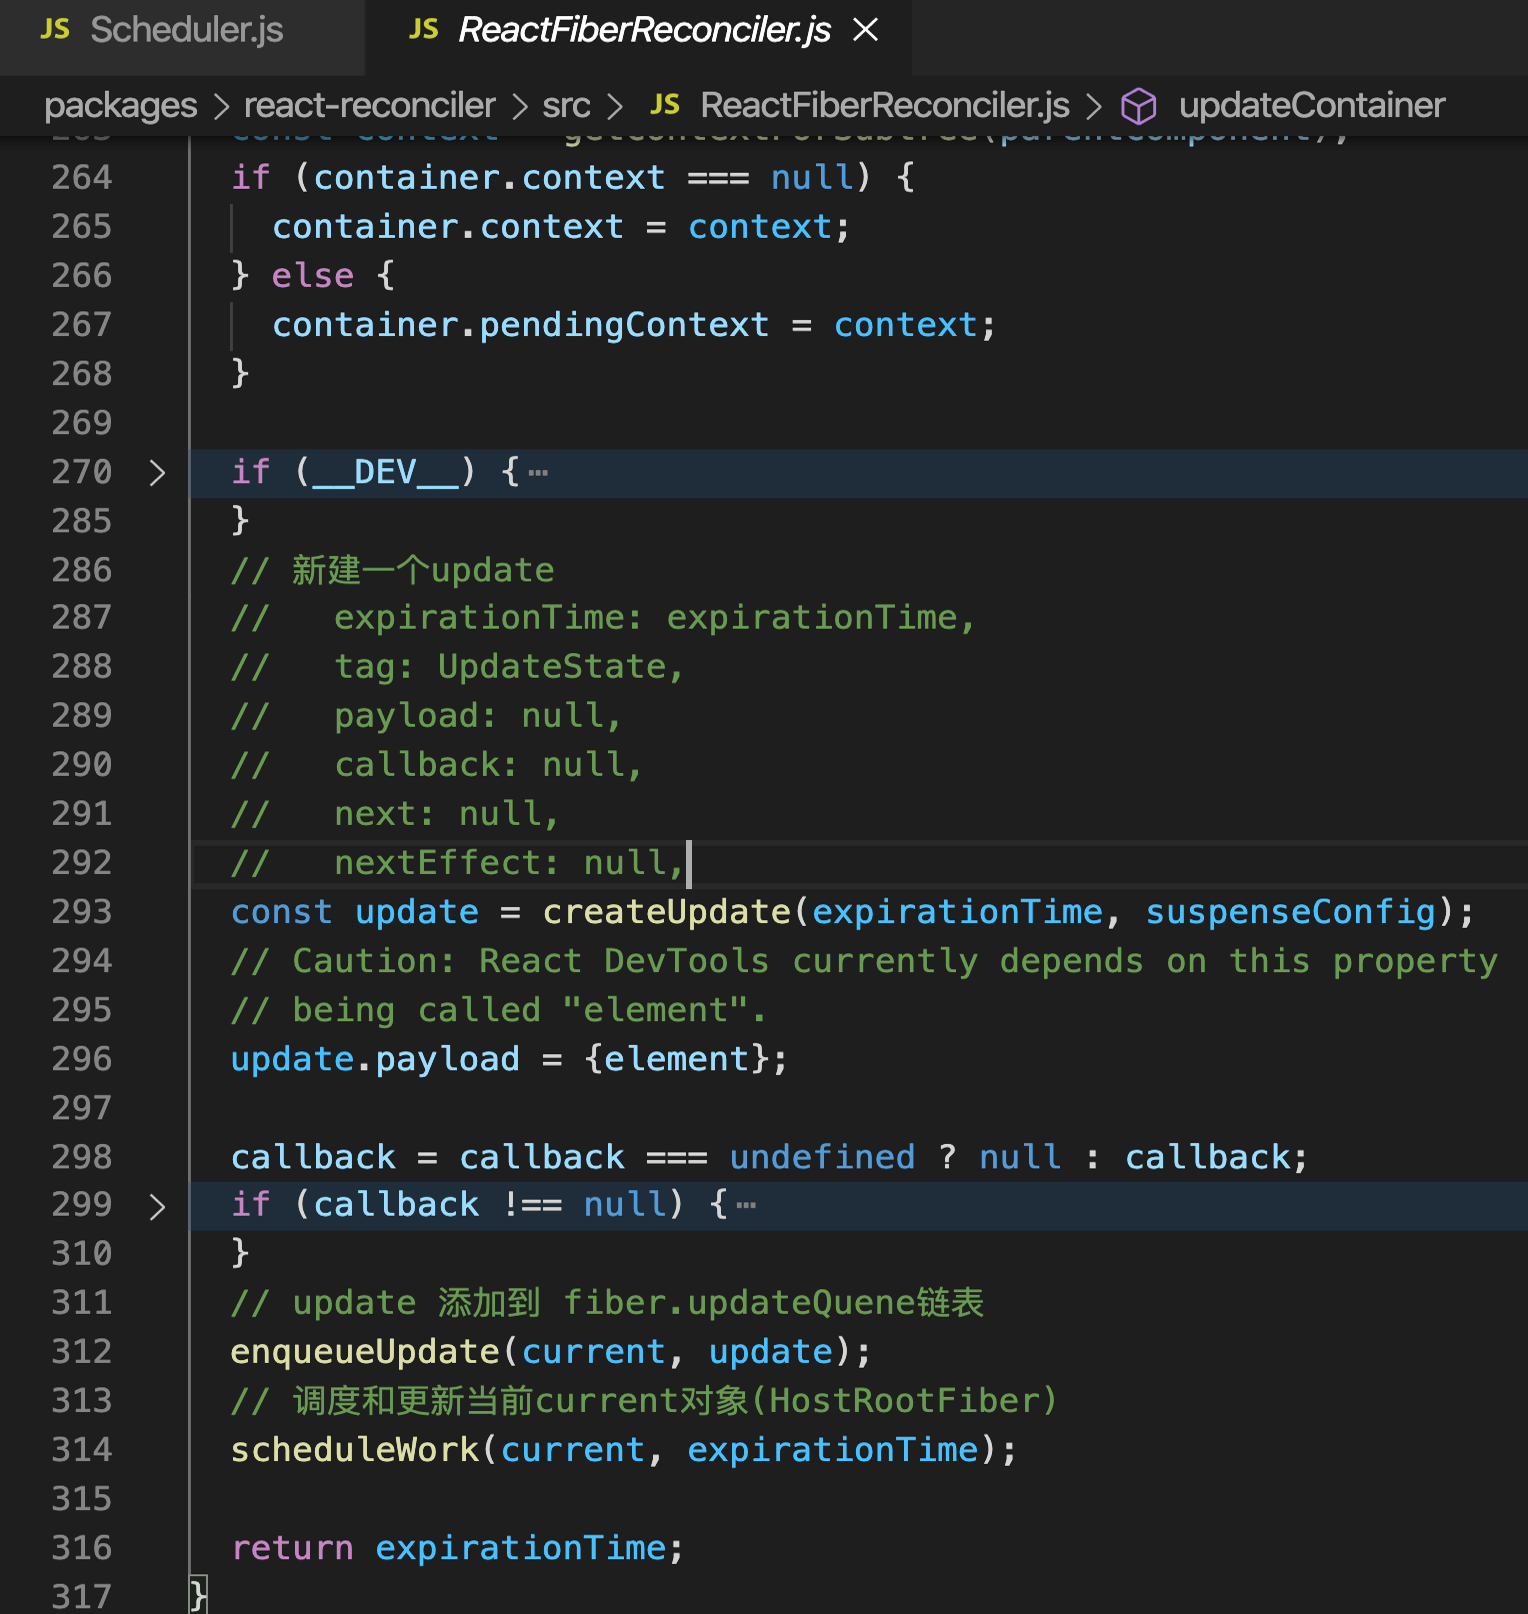 JS Scheduler.js JS ReactFiberReconciler.js
packages > react-reconciler > src > JS ReactFiberReconciler.js > updateContainer
263 const context = getContextForSubtree(parentComponent);
264 if (container.context === null) {
265 container.context = context;
266 } else {
267 container.pendingContext = context;
268 }
269
270 if (__DEV__) {…
285 }
286 // 新建一个update
287 // expirationTime: expirationTime,
288 // tag: UpdateState,
289 // payload: null,
290 // callback: null,
291 // next: null,
292 // nextEffect: null,
293 const update = createUpdate(expirationTime, suspenseConfig);
294 // Caution: React DevTools currently depends on this property
295 // being called "element".
296 update.payload = {element};
297
298 callback = callback === undefined ? null : callback;
299 if (callback !== null) {…
310 }
311 // update 添加到 fiber.updateQuene链表
312 enqueueUpdate(current, update);
313 // 调度和更新当前current对象(HostRootFiber)
314 scheduleWork(current, expirationTime);
315
316 return expirationTime;
317 }